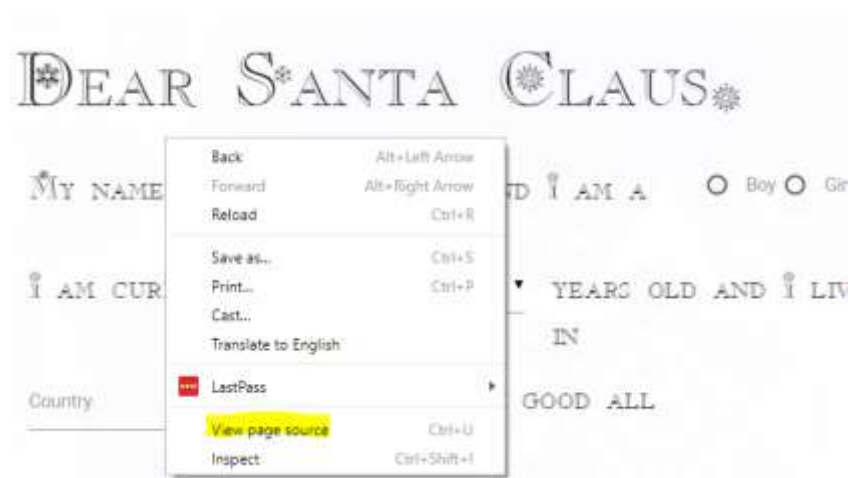 DEAR SANTA CLAUS
MY NAME
ND I AM A
Boy
I AM CUR
YEARS OLD AND I LIV
IN
Country
GOOD ALL
Back Alt+Left Arrow
Forward Alt+Right Arrow
Reload Ctrl+R
Save as... Ctrl+S
Print... Ctrl+P
Cast...
Translate to English
LastPass
View page source Ctrl+U
Inspect Ctrl+Shift+I